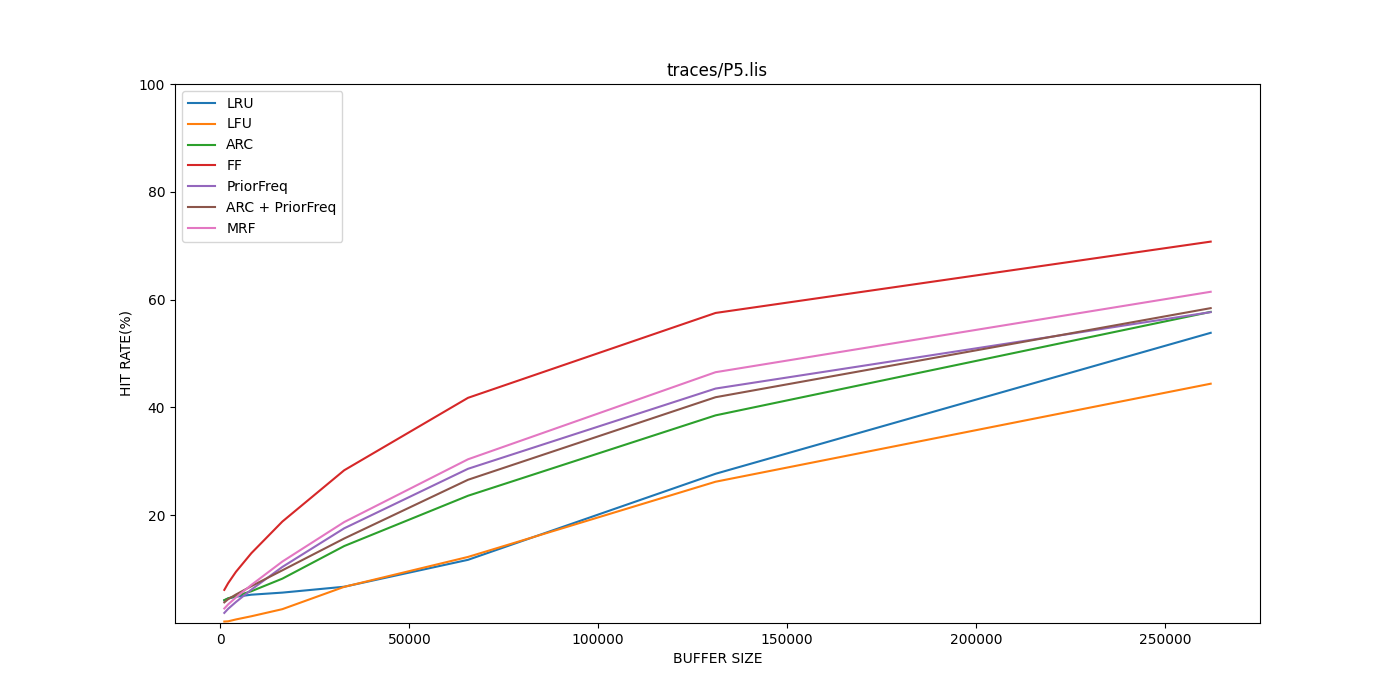 traces/P5.lis
100
80
60
40
20
HIT RATE(%)
LRU
LFU
ARC
FF
PriorFreq
ARC + PriorFreq
MRF
0
50000
100000
150000
200000
250000
BUFFER SIZE